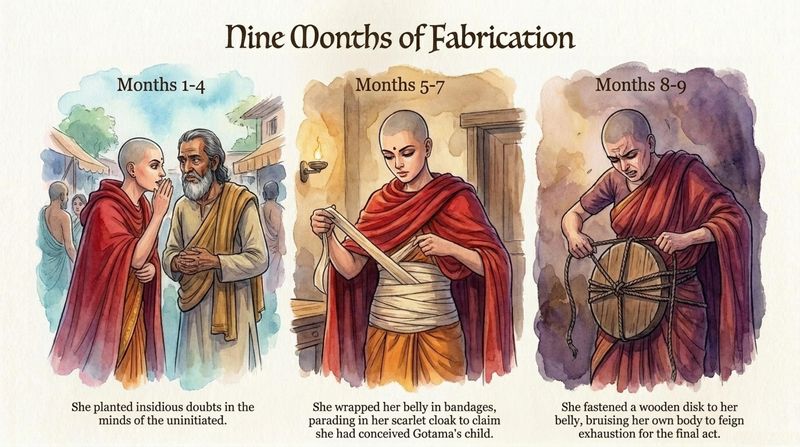 Nine Months of Fabrication
Months 1-4
She planted insidious doubts in the
minds of the uninitiated.
Months 5-7
She wrapped her belly in bandages,
parading in her scarlet cloak to claim
she had conceived Gotama's child.
Months 8-9
She fastened a wooden disk to her
belly, bruising her own body to feign
exhaustion for the final act.